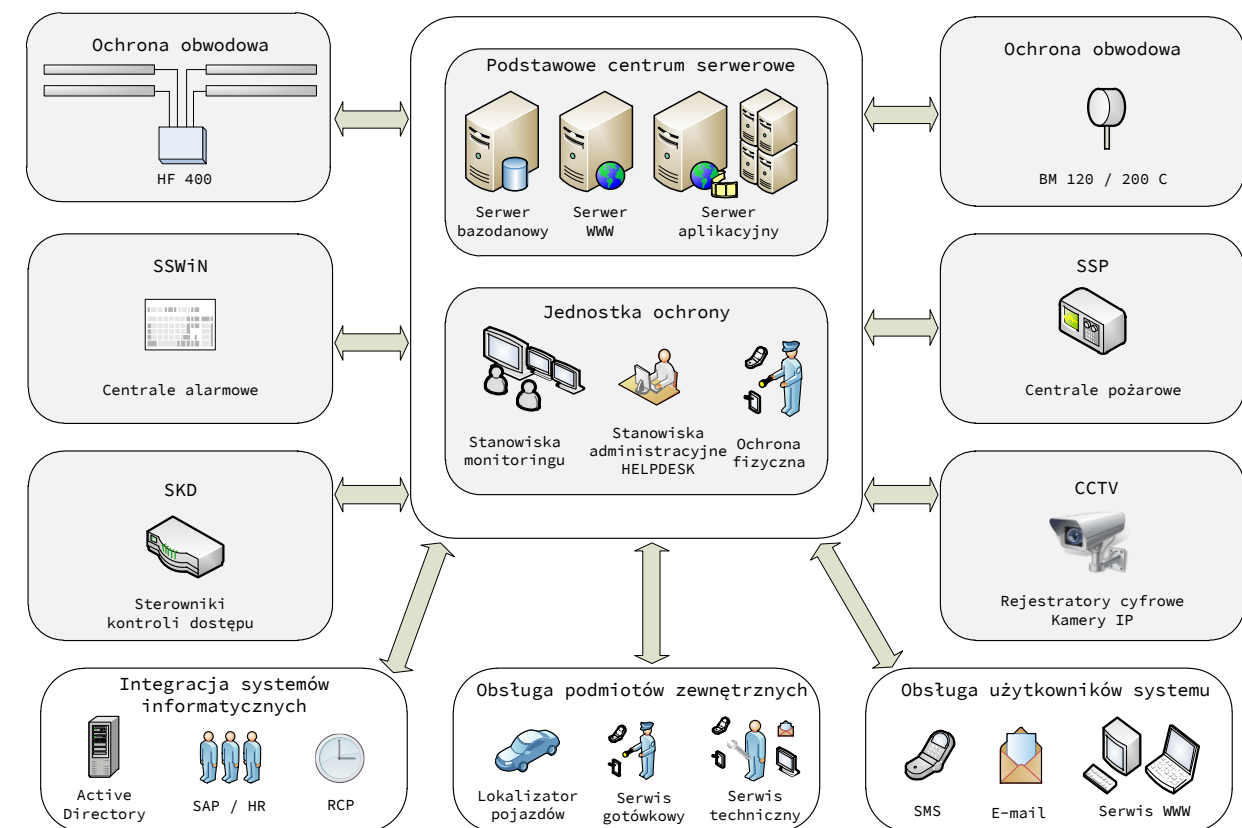 Ochrona obwodowa
HF 400
SSWiN
Centrale alarmowe
SKD
Sterowniki
kontroli dostępu
Podstawowe centrum serwerowe
Serwer
bazodanowy
Serwer
WWW
Serwer
aplikacyjny
Jednostka ochrony
Stanowiska
monitoringu
Stanowiska
administracyjne
HELPDESK
Ochrona
fizyczna
Ochrona obwodowa
BM 120 / 200 C
SSP
Centrale pożarowe
CCTV
Rejestratory cyfrowe
Kamery IP
Integracja systemów
informatycznych
Active
Directory
SAP / HR
RCP
Obsługa podmiotów zewnętrznych
Lokalizator
pojazdów
Serwis
gotówkowy
Serwis
techniczny
Obsługa użytkowników systemu
SMS
E-mail
Serwis WWW